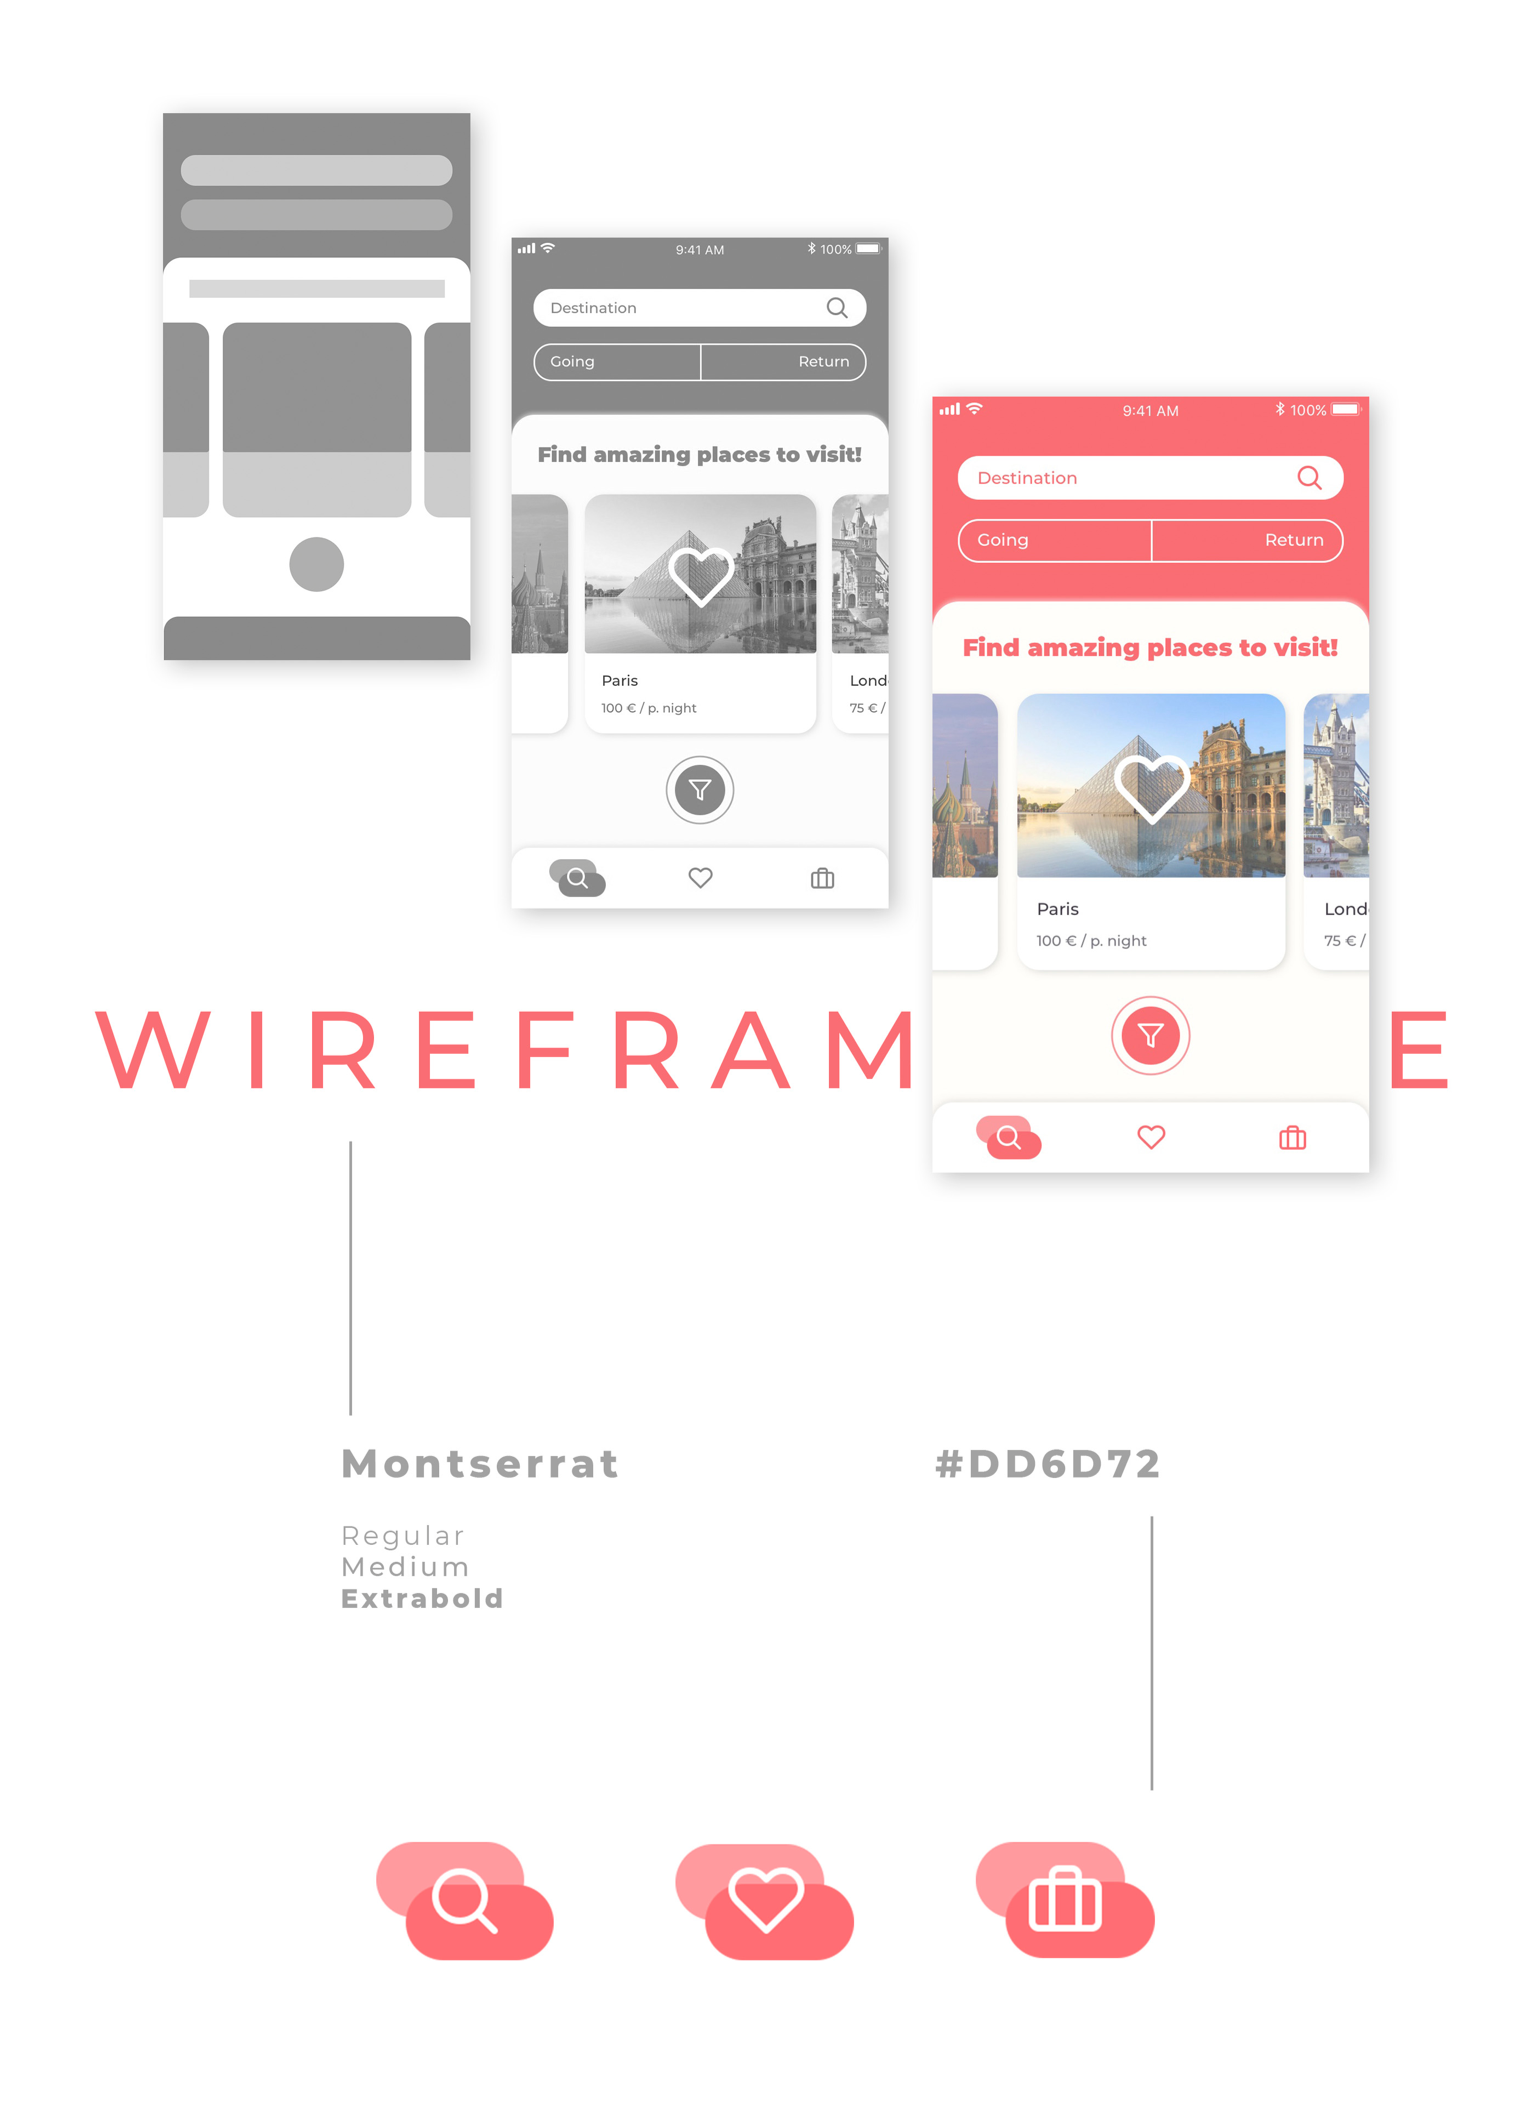 9:41 AM
100%
Destination
Going Return
Find amazing places to visit!
Paris
100 € / p. night
Lond
75 € /
9:41 AM
100%
Destination
Going Return
Find amazing places to visit!
Paris
100 € / p. night
Lond
75 € /
WIREFRAM E
Montserrat
Regular
Medium
Extrabold
#DD6D72